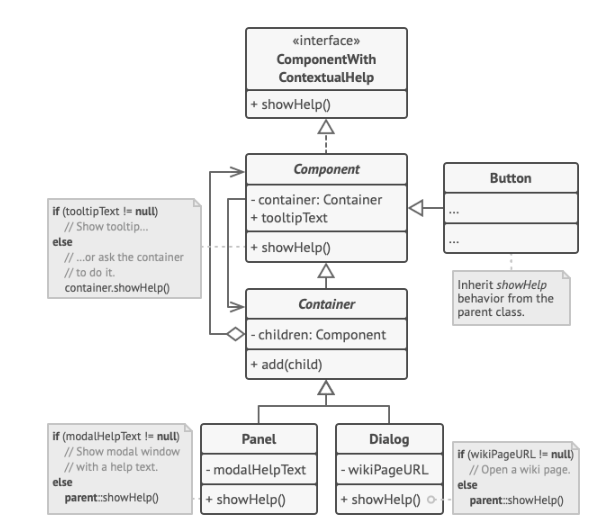 «interface»
ComponentWith
ContextualHelp
+ showHelp()
Component
- container: Container
+ tooltipText
+ showHelp()
Button
...
...
if (tooltipText != null)
// Show tooltip...
else
// ...or ask the container
// to do it.
container.showHelp()
Inherit showHelp
behavior from the
parent class.
Container
- children: Component
+ add(child)
if (modalHelpText != null)
// Show modal window
// with a help text.
else
parent::showHelp()
Panel
- modalHelpText
+ showHelp()
Dialog
- wikiPageURL
+ showHelp()
if (wikiPageURL != null)
// Open a wiki page.
else
parent::showHelp()